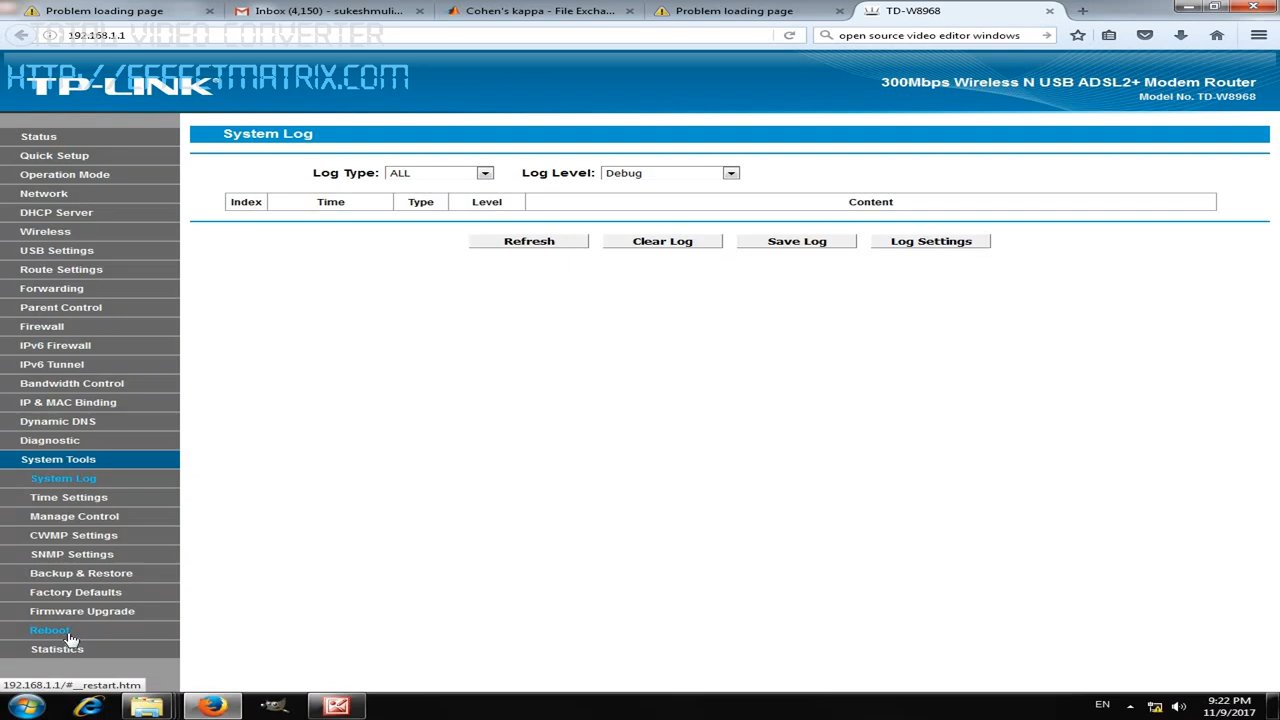 Problem loading page
Inbox (4,150) - sukeshmuli...
Cohen's kappa - File Excha...
Problem loading page
TD-W8968
192.168.1.1
open source video editor windows
TOTAL VIDEO CONVERTER
HTTP://EFFECTMATRIX.COM
TP-LINK
300Mbps Wireless N USB ADSL2+ Modem Router
Model No. TD-W8968
Status
Quick Setup
Operation Mode
Network
DHCP Server
Wireless
USB Settings
Route Settings
Forwarding
Parent Control
Firewall
IPv6 Firewall
IPv6 Tunnel
Bandwidth Control
IP & MAC Binding
Dynamic DNS
Diagnostic
System Tools
System Log
Time Settings
Manage Control
CWMP Settings
SNMP Settings
Backup & Restore
Factory Defaults
Firmware Upgrade
Reboot
Statistics
System Log
Log Type: ALL Log Level: Debug
Index Time Type Level Content
Refresh Clear Log Save Log Log Settings
192.168.1.1/#__restart.htm
EN
9:22 PM
11/9/2017